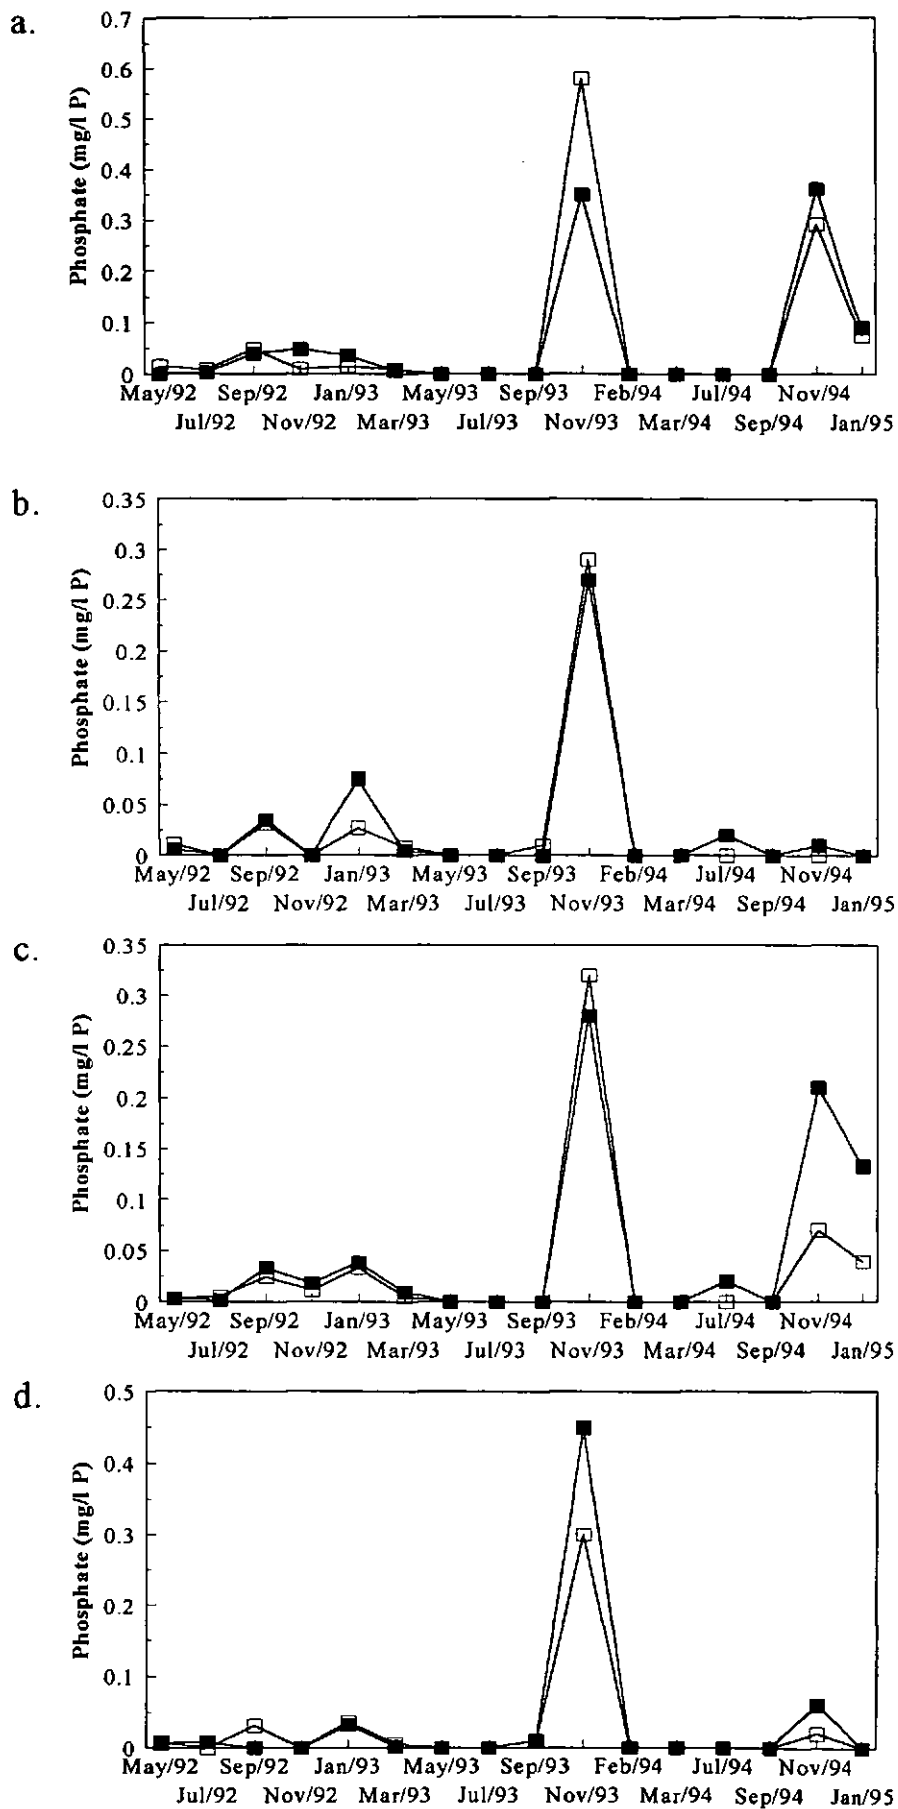 a.
Phosphate (mg/l P)
0.7
0.6
0.5
0.4
0.3
0.2
0.1
0
May/92 Sep/92 Jan/93 May/93 Sep/93 Feb/94 Jul/94 Nov/94
Jul/92 Nov/92 Mar/93 Jul/93 Nov/93 Mar/94 Sep/94 Jan/95
b.
Phosphate (mg/l P)
0.35
0.3
0.25
0.2
0.15
0.1
0.05
0
May/92 Sep/92 Jan/93 May/93 Sep/93 Feb/94 Jul/94 Nov/94
Jul/92 Nov/92 Mar/93 Jul/93 Nov/93 Mar/94 Sep/94 Jan/95
c.
Phosphate (mg/l P)
0.35
0.3
0.25
0.2
0.15
0.1
0.05
0
May/92 Sep/92 Jan/93 May/93 Sep/93 Feb/94 Jul/94 Nov/94
Jul/92 Nov/92 Mar/93 Jul/93 Nov/93 Mar/94 Sep/94 Jan/95
d.
Phosphate (mg/l P)
0.5
0.4
0.3
0.2
0.1
0
May/92 Sep/92 Jan/93 May/93 Sep/93 Feb/94 Jul/94 Nov/94
Jul/92 Nov/92 Mar/93 Jul/93 Nov/93 Mar/94 Sep/94 Jan/95